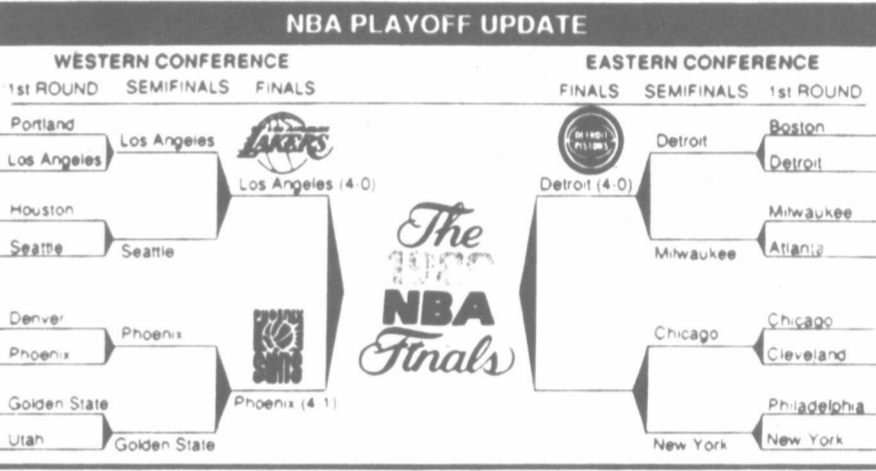 NBA PLAYOFF UPDATE
WESTERN CONFERENCE
1st ROUND SEMIFINALS FINALS
Portland
Los Angeles
Houston
Seattle
Denver
Phoenix
Golden State
Utah
Los Angeles
Seattle
Phoenix
Golden State
LAKERS
Los Angeles (4-0)
PHOENIX
SUNS
Phoenix (4-1)
The
NBA
Finals
EASTERN CONFERENCE
FINALS SEMIFINALS 1st ROUND
DETROIT
PISTONS
Detroit (4-0)
Detroit
Milwaukee
Chicago
New York
Boston
Detroit
Milwaukee
Atlanta
Chicago
Cleveland
Philadelphia
New York